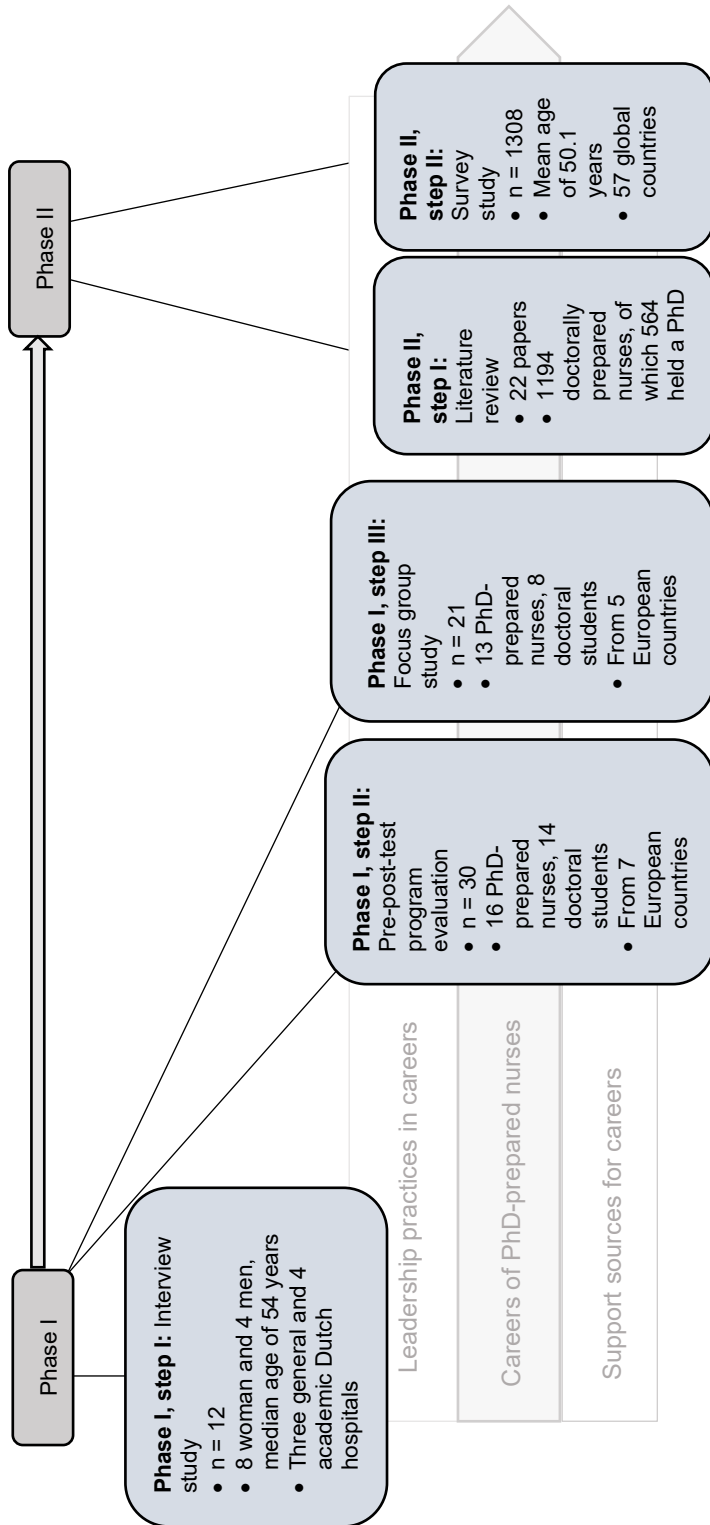 Phase I
Phase II
Phase I, step I: Interview
study
• n = 12
• 8 woman and 4 men,
median age of 54 years
• Three general and 4
academic Dutch
hospitals
Phase I, step II:
Pre-post-test
program
evaluation
• n = 30
• 16 PhD-
prepared
nurses, 14
doctoral
students
• From 7
European
countries
Phase I, step III:
Focus group
study
• n = 21
• 13 PhD-
prepared
nurses, 8
doctoral
students
• From 5
European
countries
Phase II,
step I:
Literature
review
• 22 papers
• 1194
doctorally
prepared
nurses, of
which 564
held a PhD
Phase II,
step II:
Survey
study
• n = 1308
• Mean age
of 50.1
years
• 57 global
countries
Leadership practices in careers
Careers of PhD-prepared nurses
Support sources for careers